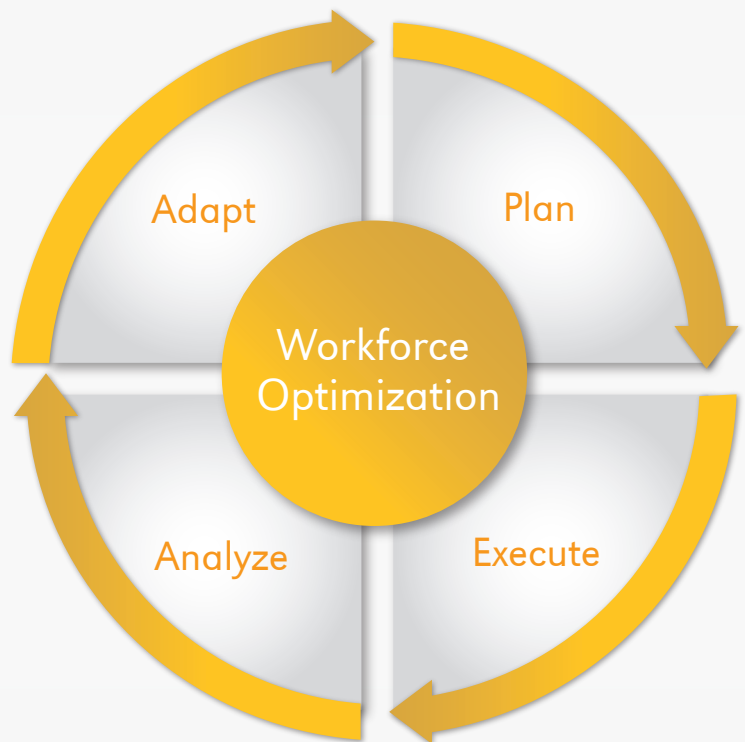 Adapt
Plan
Workforce
Optimization
Analyze
Execute